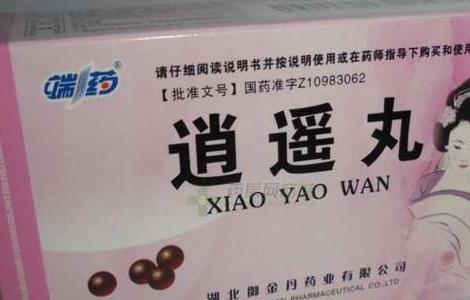 端药®
请仔细阅读说明书并按说明使用或在药师指导下购买和使用
【批准文号】国药准字Z10983062
逍遥丸
XIAO YAO WAN
湖北御金丹药业有限公司
PHARMACEUTICAL CO.,LTD